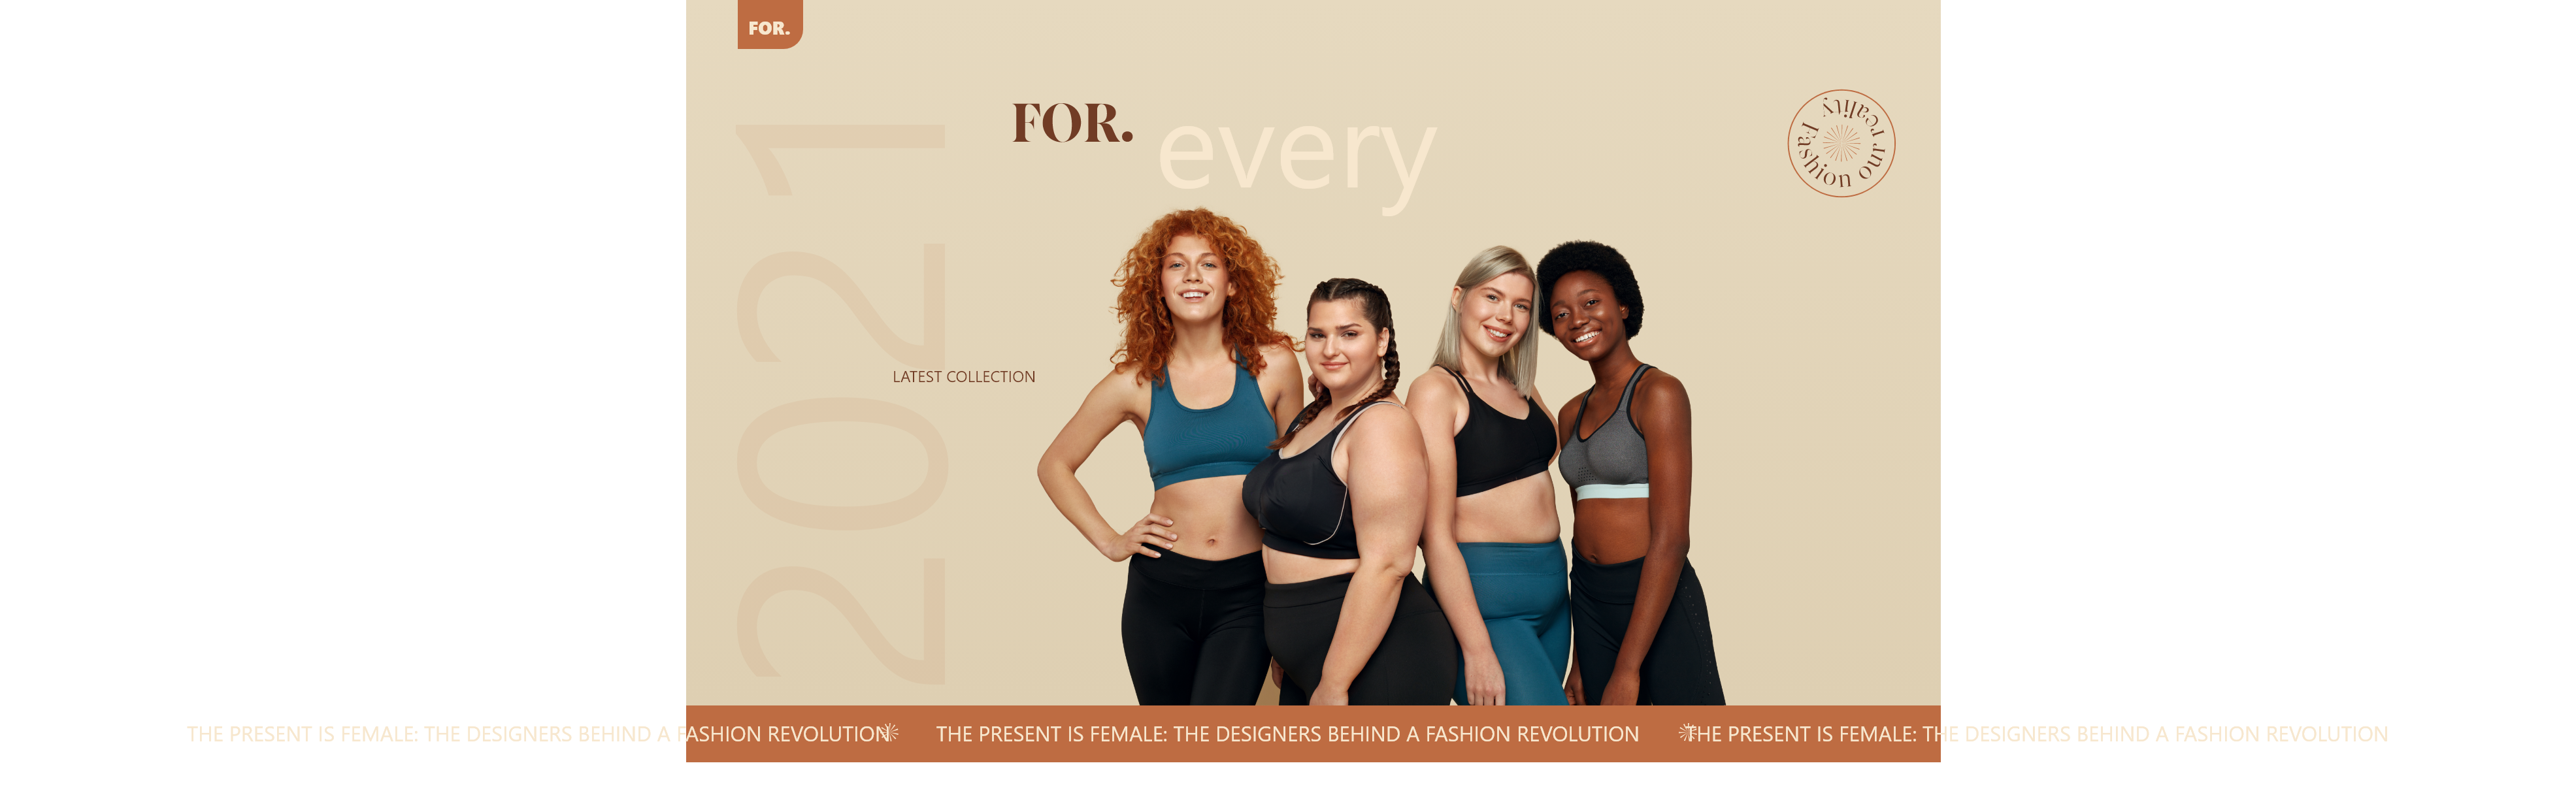 FOR.
FOR. every
Fashion our reality
2021
LATEST COLLECTION
THE PRESENT IS FEMALE: THE DESIGNERS BEHIND A FASHION REVOLUTION THE PRESENT IS FEMALE: THE DESIGNERS BEHIND A FASHION REVOLUTION THE PRESENT IS FEMALE: THE DESIGNERS BEHIND A FASHION REVOLUTION